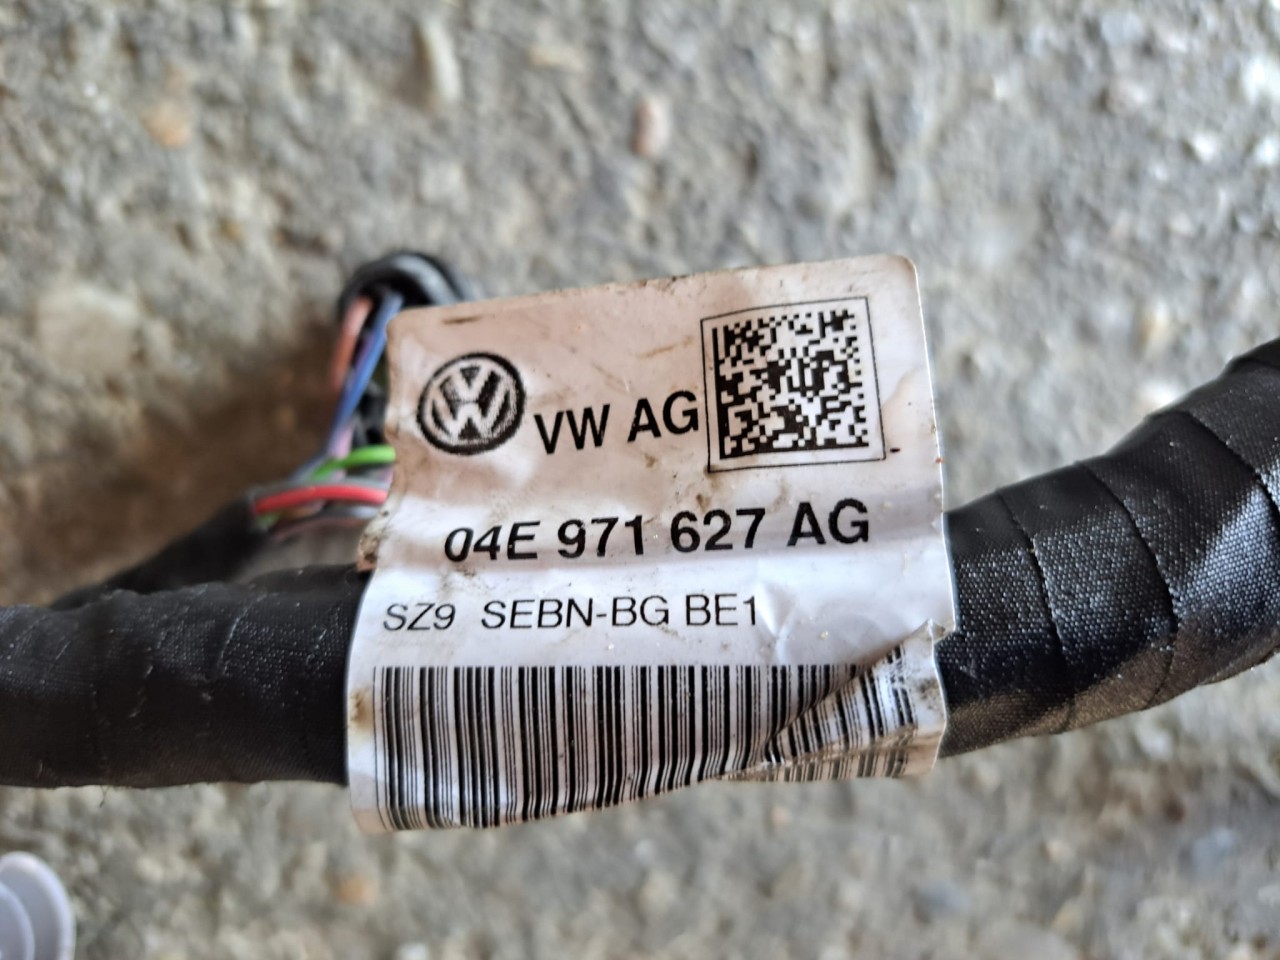 VW AG
04E 971 627 AG
SZ9 SEBN-BG BE1